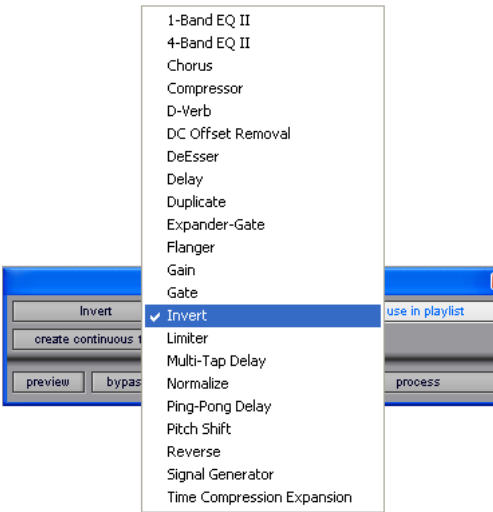 1-Band EQ II
4-Band EQ II
Chorus
Compressor
D-Verb
DC Offset Removal
DeEsser
Delay
Duplicate
Expander-Gate
Flanger
Gain
Gate
Invert
Invert
use in playlist
Limiter
create continuous
Multi-Tap Delay
Normalize
preview
process
Ping-Pong Delay
Pitch Shift
Reverse
Signal Generator
Time Compression Expansion